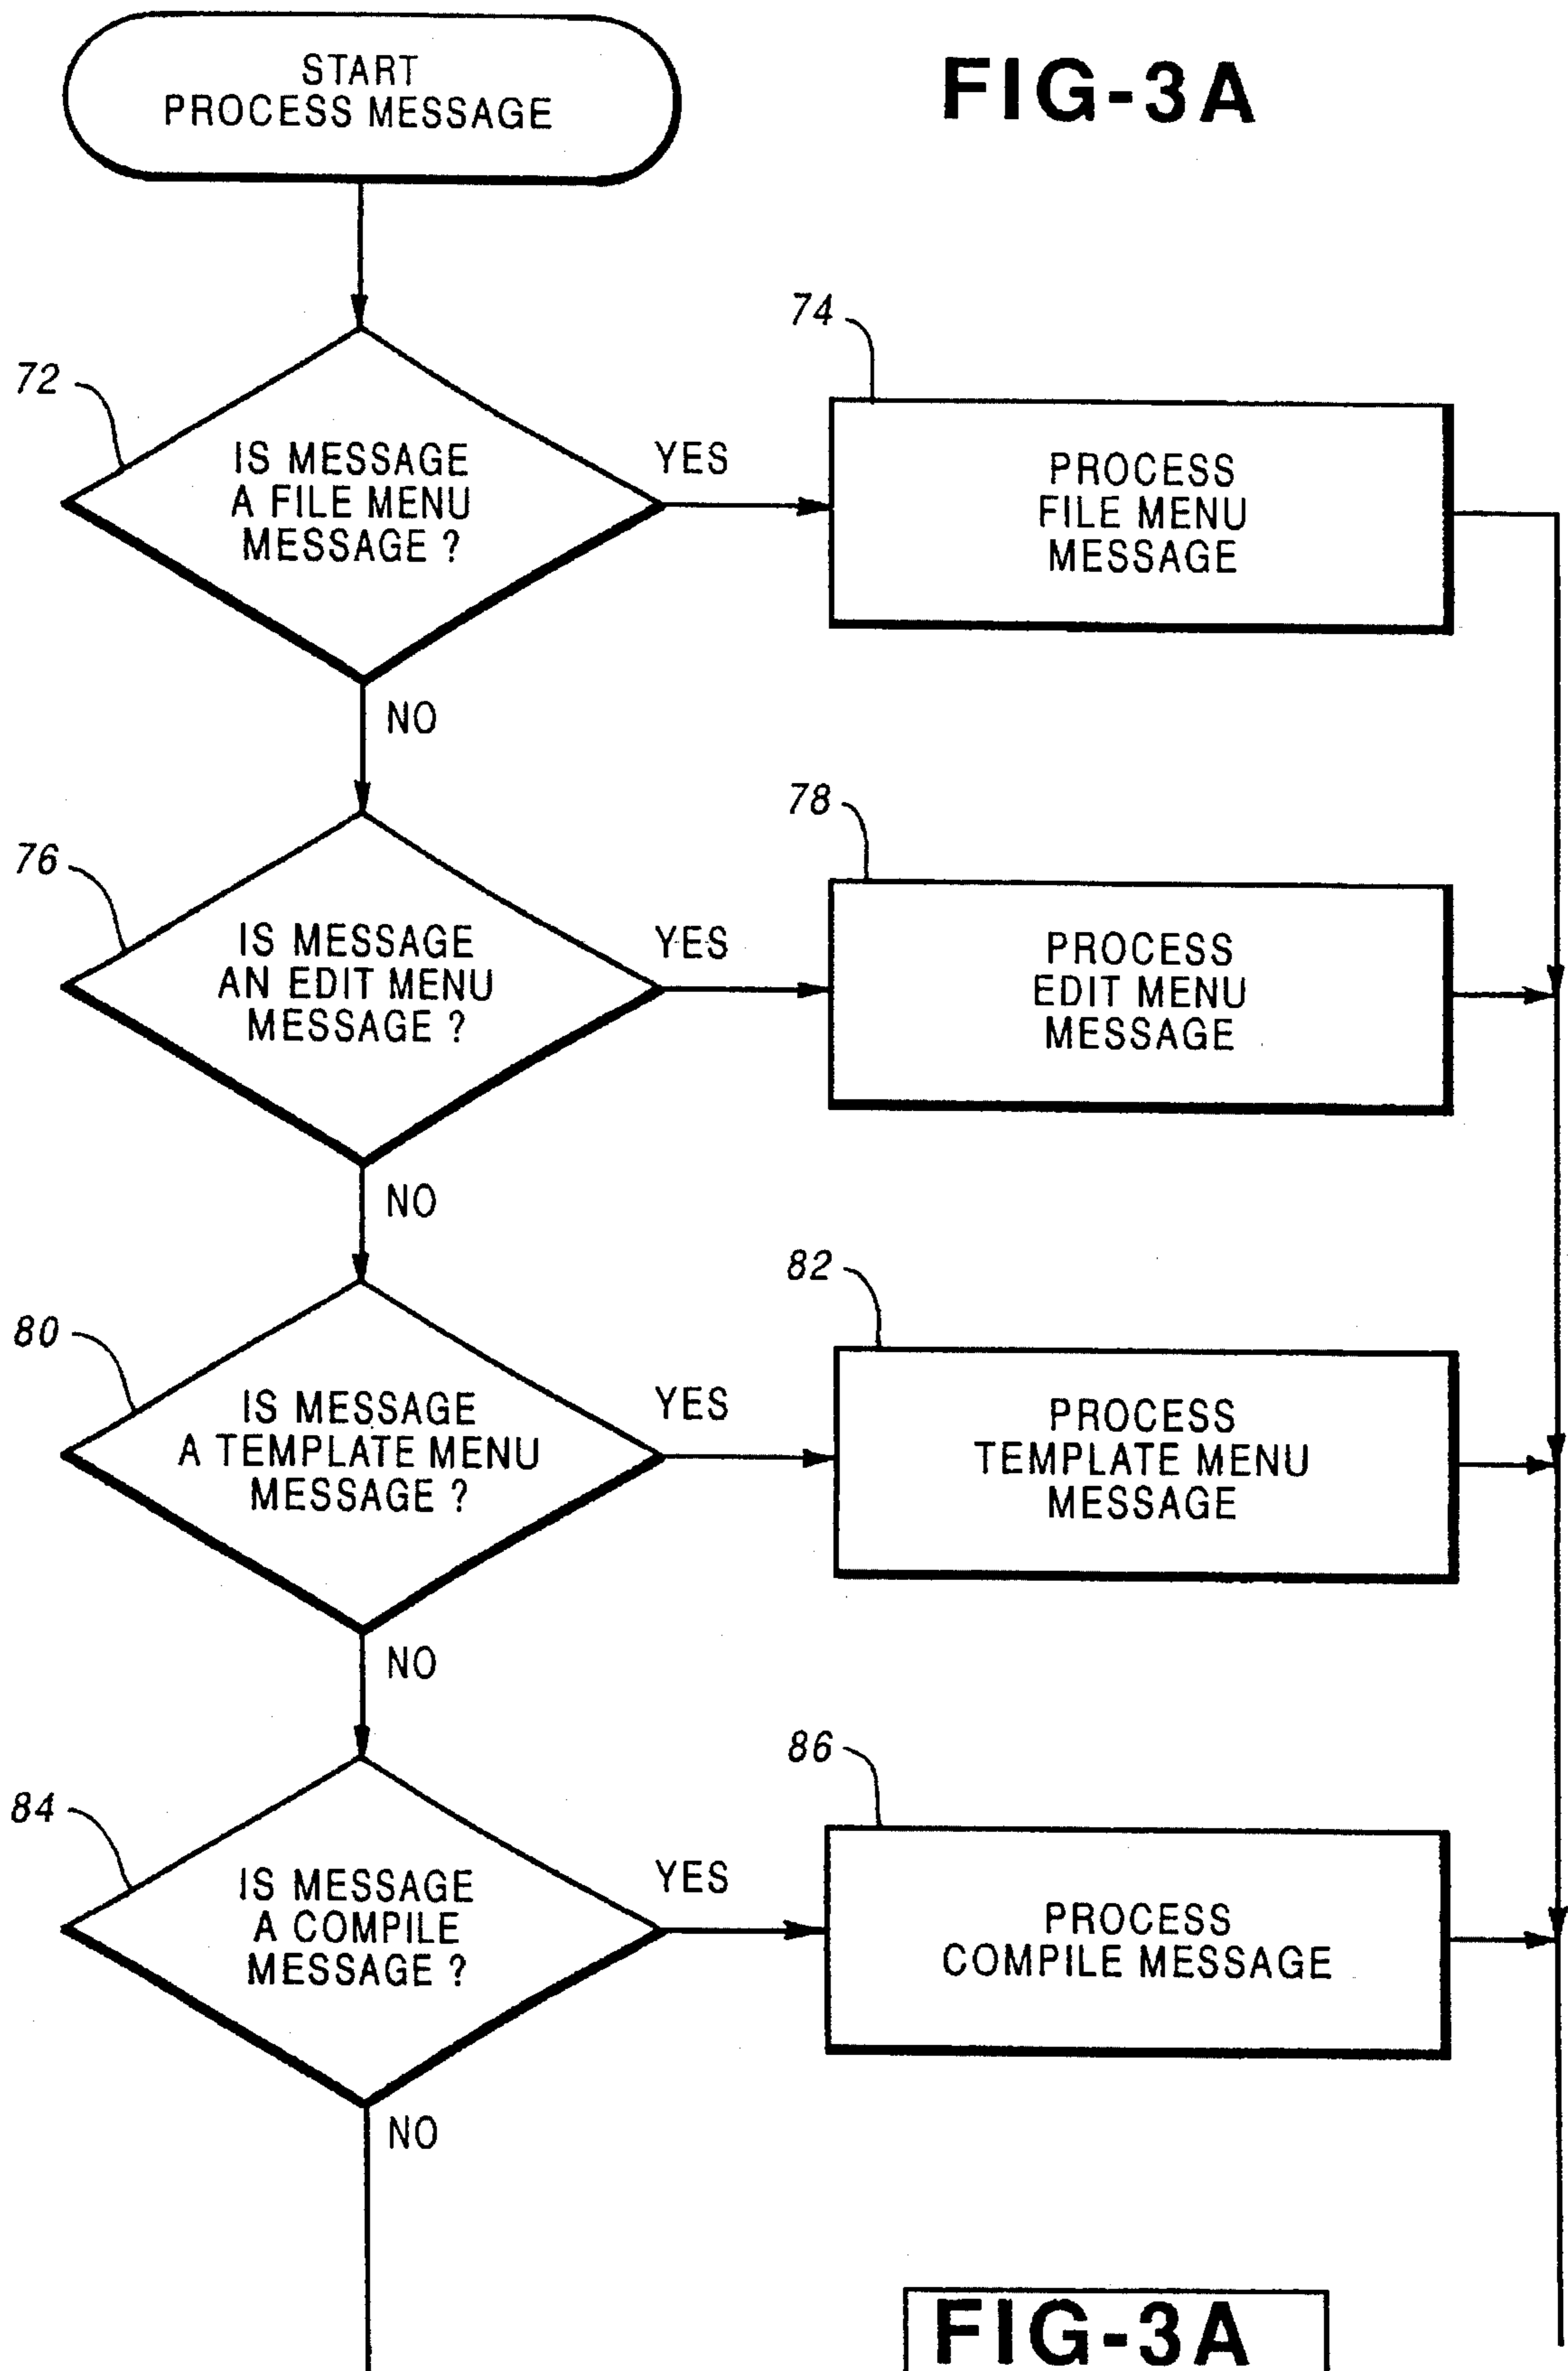 START
PROCESS MESSAGE
FIG-3A
72
IS MESSAGE
A FILE MENU
MESSAGE ?
YES
74
PROCESS
FILE MENU
MESSAGE
NO
76
IS MESSAGE
AN EDIT MENU
MESSAGE ?
YES
78
PROCESS
EDIT MENU
MESSAGE
NO
80
IS MESSAGE
A TEMPLATE MENU
MESSAGE ?
YES
82
PROCESS
TEMPLATE MENU
MESSAGE
NO
84
IS MESSAGE
A COMPILE
MESSAGE ?
YES
86
PROCESS
COMPILE MESSAGE
NO
FIG-3A